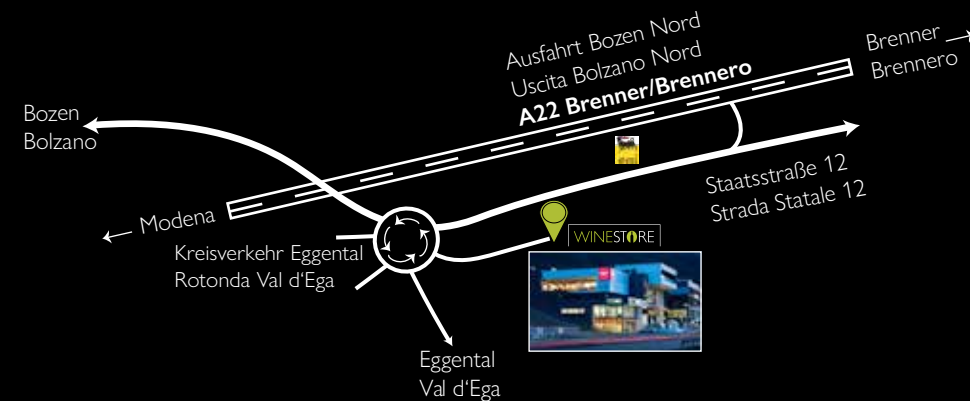 Ausfahrt Bozen Nord
Uscita Bolzano Nord
A22 Brenner/Brennero
Brenner
Brennero
Bozen
Bolzano
Staatsstraße 12
Strada Statale 12
Modena
WINESTORE
Kreisverkehr Eggental
Rotonda Val d‘Ega
Eggental
Val d‘Ega